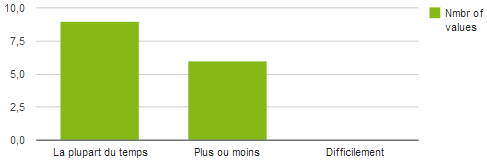 10,0
Nmbr of
values
7,5
5,0
2,5
0,0
La plupart du temps Plus ou moins Difficilement